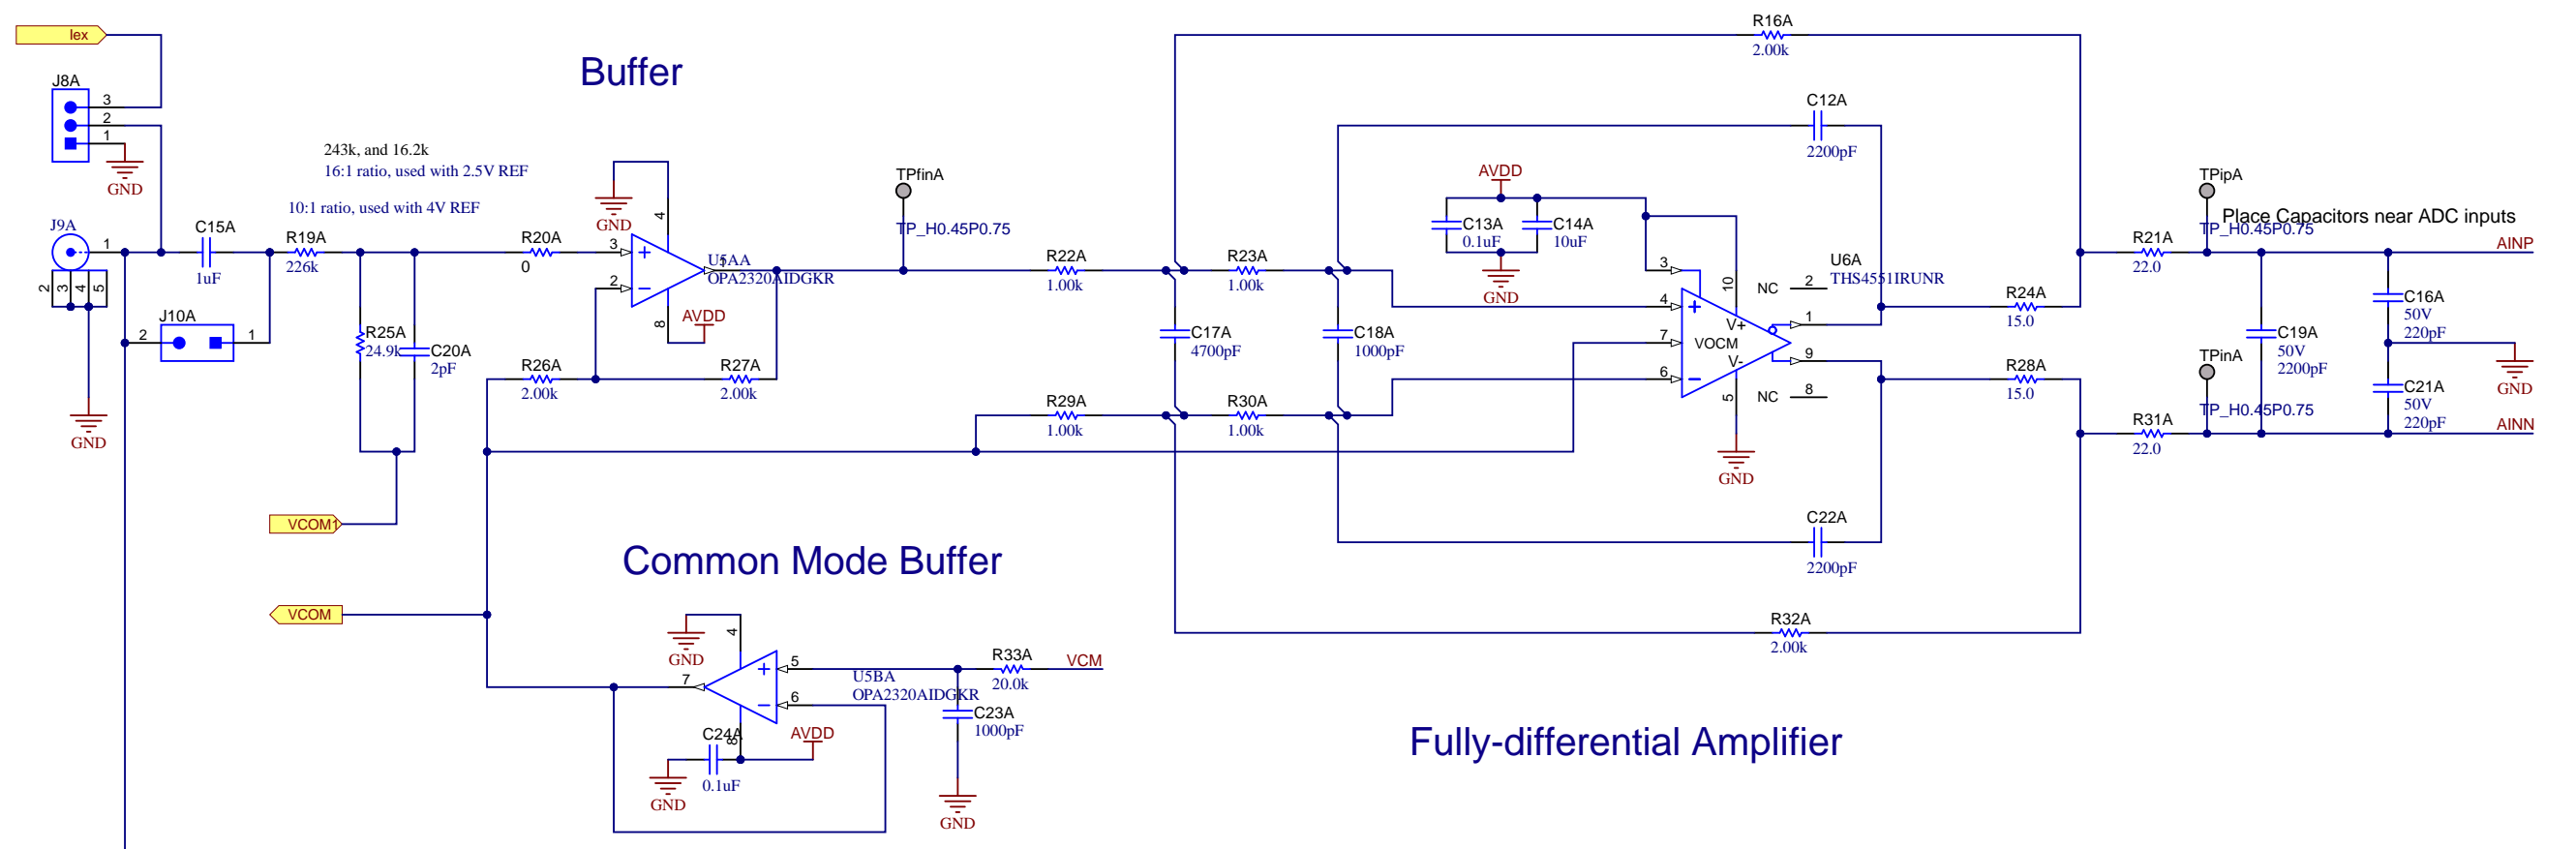 Iex
J8A
3
2
1
GND
J9A
1
2
3
4
5
GND
C15A
1uF
J10A
2
1
243k, and 16.2k
16:1 ratio, used with 2.5V REF
10:1 ratio, used with 4V REF
R19A
226k
R25A
24.9k
C20A
2pF
VCOM1
VCOM
Buffer
GND
4
R20A
0
3
2
1
U5AA
OPA2320AIDGKR
8
AVDD
R26A
2.00k
R27A
2.00k
TPfinA
TP_H0.45P0.75
R22A
1.00k
R23A
1.00k
C17A
4700pF
C18A
1000pF
R29A
1.00k
R30A
1.00k
R16A
2.00k
C12A
2200pF
AVDD
C13A
0.1uF
C14A
10uF
GND
3
4
7
6
10
5
V+
VOCM
V-
U6A
THS4551IRUNR
NC
2
1
9
NC
8
GND
R24A
15.0
R28A
15.0
C22A
2200pF
R32A
2.00k
TPipA
TP_H0.45P0.75
Place Capacitors near ADC inputs
R21A
22.0
AINP
TPinA
TP_H0.45P0.75
C19A
50V
2200pF
C16A
50V
220pF
GND
C21A
50V
220pF
R31A
22.0
AINN
Common Mode Buffer
GND
4
5
6
7
8
U5BA
OPA2320AIDGKR
C24A
0.1uF
GND
AVDD
R33A
20.0k
VCM
C23A
1000pF
GND
Fully-differential Amplifier